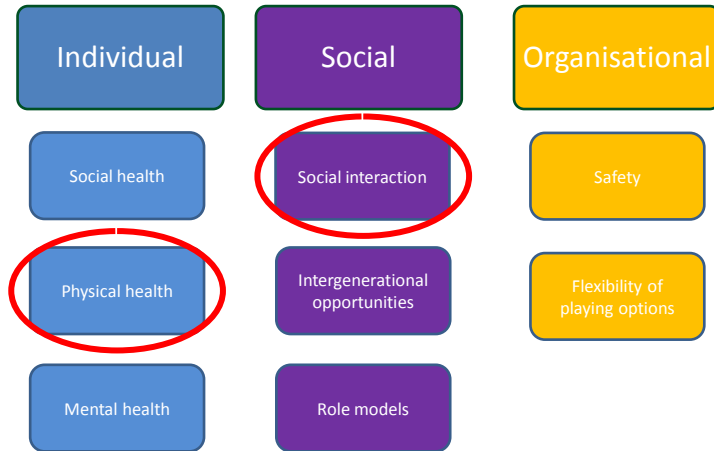 Individual
Social
Organisational
Social health
Social interaction
Safety
Physical health
Intergenerational
opportunities
Flexibility of
playing options
Mental health
Role models